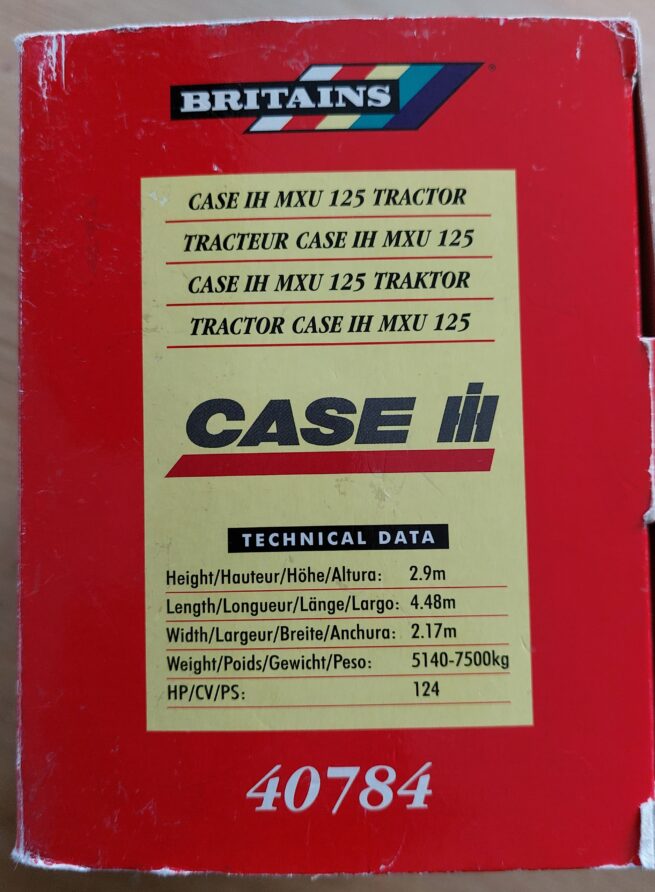 BRITAINS
CASE IH MXU 125 TRACTOR
TRACTEUR CASE IH MXU 125
CASE IH MXU 125 TRAKTOR
TRACTOR CASE IH MXU 125
CASE IH
TECHNICAL DATA
Height/Hauteur/Höhe/Altura: 2.9m
Length/Longueur/Länge/Largo: 4.48m
Width/Largeur/Breite/Anchura: 2.17m
Weight/Poids/Gewicht/Peso: 5140-7500kg
HP/CV/PS: 124
40784